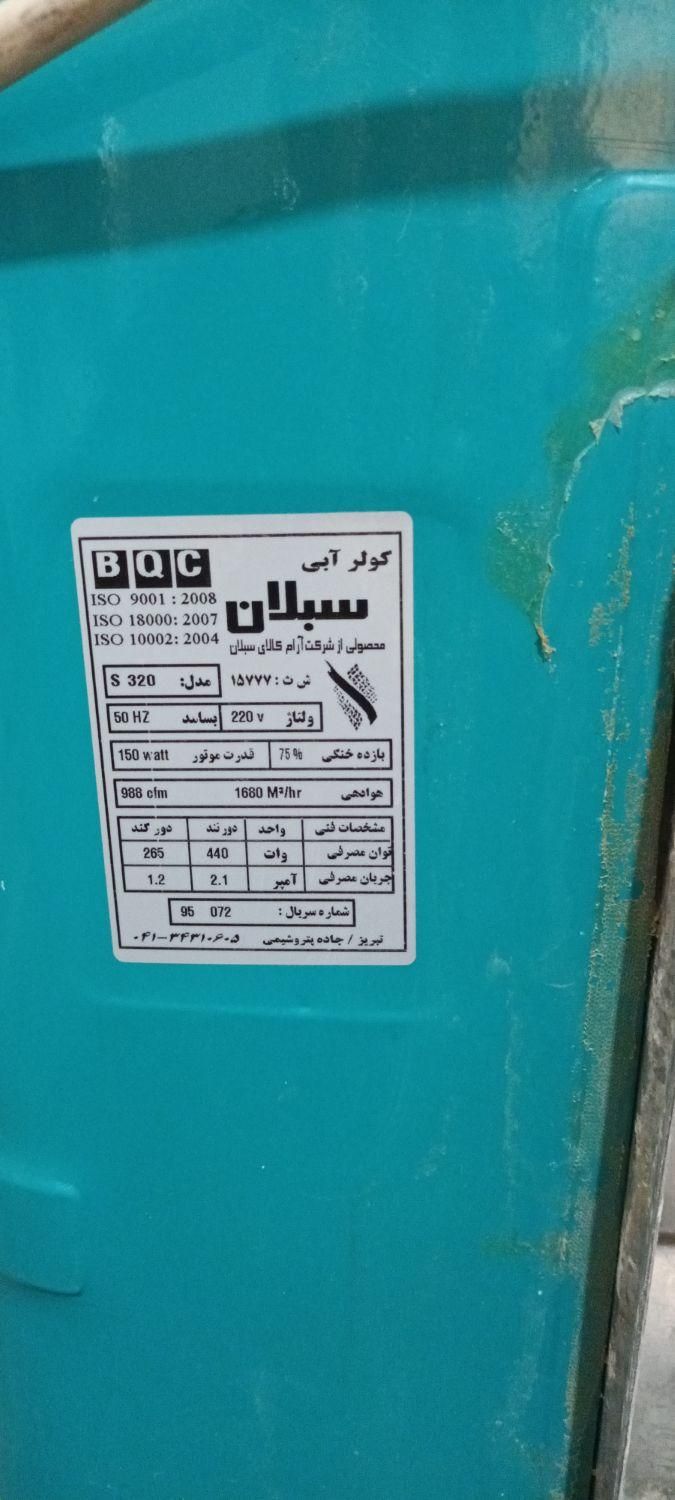 BQC
ISO 9001 : 2008
ISO 18000: 2007
ISO 10002: 2004
کولر آبی
سبلان
محصولی از شرکت آرام کالای سبلان
ش ث : ۱۵۷۷۷ مدل: S 320
ولتاژ 220 v بسامد 50 HZ
بازده خنکی 75% قدرت موتور 150 watt
هوادهی 1680 M³/hr 988 cfm
مشخصات فنی واحد دور تند دور کند
توان مصرفی وات 440 265
جریان مصرفی آمپر 2.1 1.2
شماره سریال : 95 072
تبریز / جاده پتروشیمی ۰۴۱-۳۴۳۱۰۶۰۵